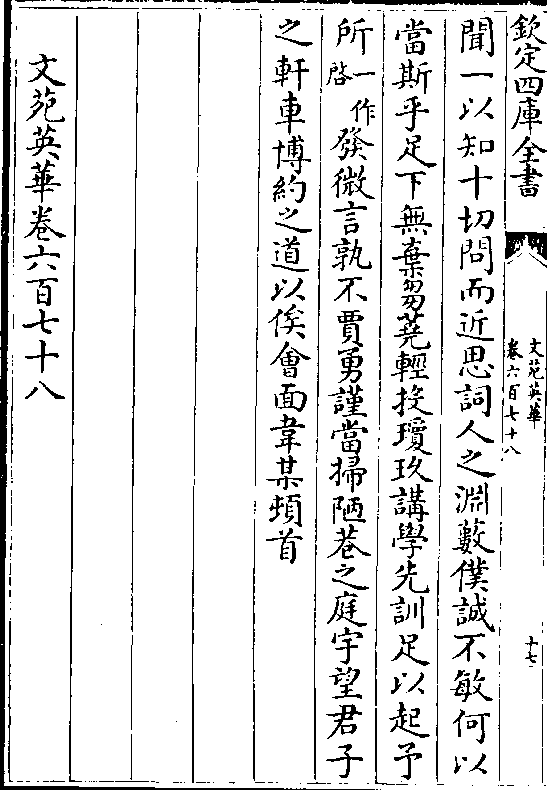 欽定四庫全書
文苑英華
卷六百七十八
十七
聞一以知十切問而近思詞人之淵藪僕誠不敏何以
當斯乎足下無棄芻蕘輕投瓊玖講學先訓足以起予
所一作啓發微言孰不賈勇謹當掃陋巷之庭宇望君子
之軒車博約之道以俟會面韋某頓首
文苑英華卷六百七十八